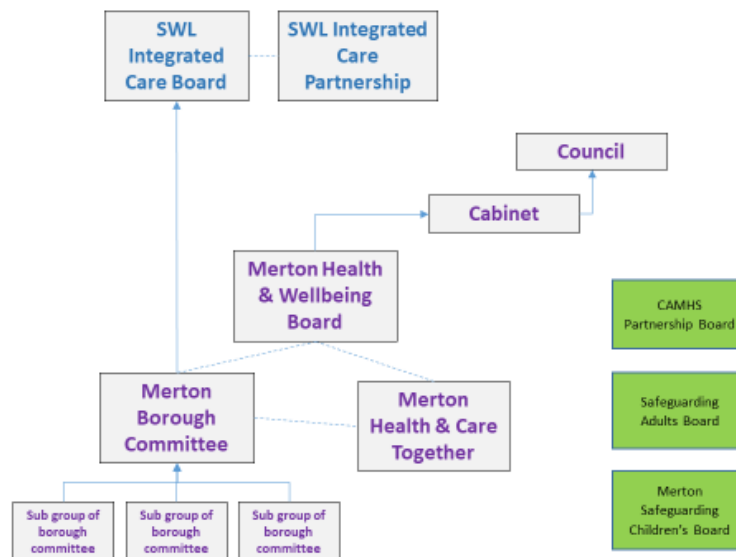 SWL
Integrated
Care Board
SWL Integrated
Care
Partnership
Council
Cabinet
Merton Health
& Wellbeing
Board
CAMHS
Partnership Board
Merton
Borough
Committee
Merton
Health & Care
Together
Safeguarding
Adults Board
Merton
Safeguarding
Children's Board
Sub group of
borough
committee
Sub group of
borough
committee
Sub group of
borough
committee